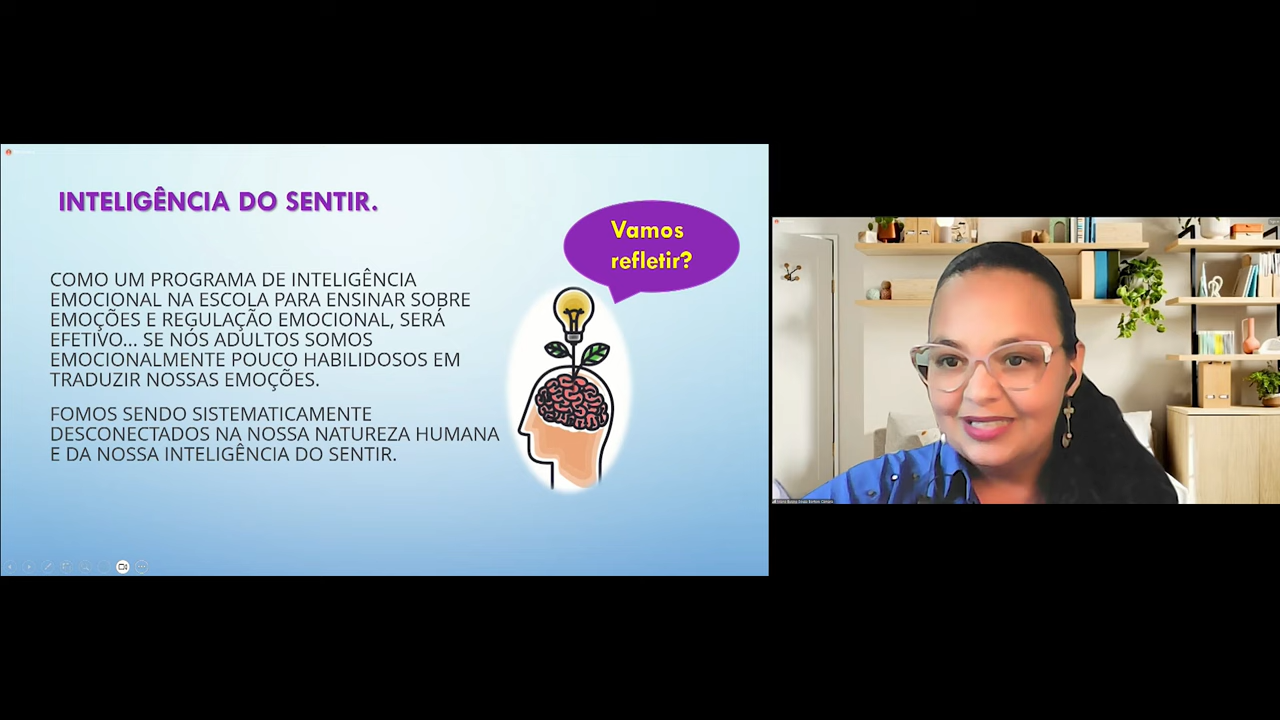 INTELIGÊNCIA DO SENTIR.
Vamos
refletir?
COMO UM PROGRAMA DE INTELIGÊNCIA
EMOCIONAL NA ESCOLA PARA ENSINAR SOBRE
EMOÇÕES E REGULAÇÃO EMOCIONAL, SERÁ
EFETIVO... SE NÓS ADULTOS SOMOS
EMOCIONALMENTE POUCO HABILIDOSOS EM
TRADUZIR NOSSAS EMOÇÕES.
FOMOS SENDO SISTEMATICAMENTE
DESCONECTADOS NA NOSSA NATUREZA HUMANA
E DA NOSSA INTELIGÊNCIA DO SENTIR.